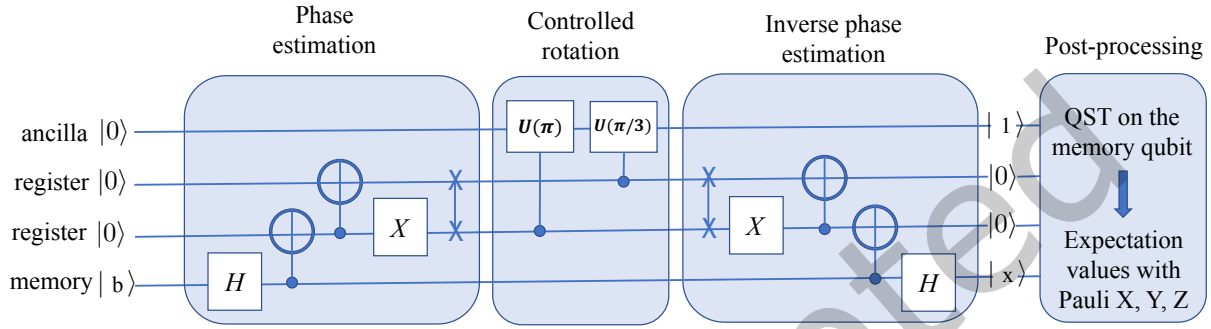 Phase
estimation
Controlled
rotation
Inverse phase
estimation
Post-processing
ancilla |0⟩
U(π)
U(π/3)
|1⟩
QST on the
memory qubit
register |0⟩
|0⟩
register |0⟩
X
X
|0⟩
Expectation
values with
Pauli X, Y, Z
memory |b⟩
H
H
|x⟩